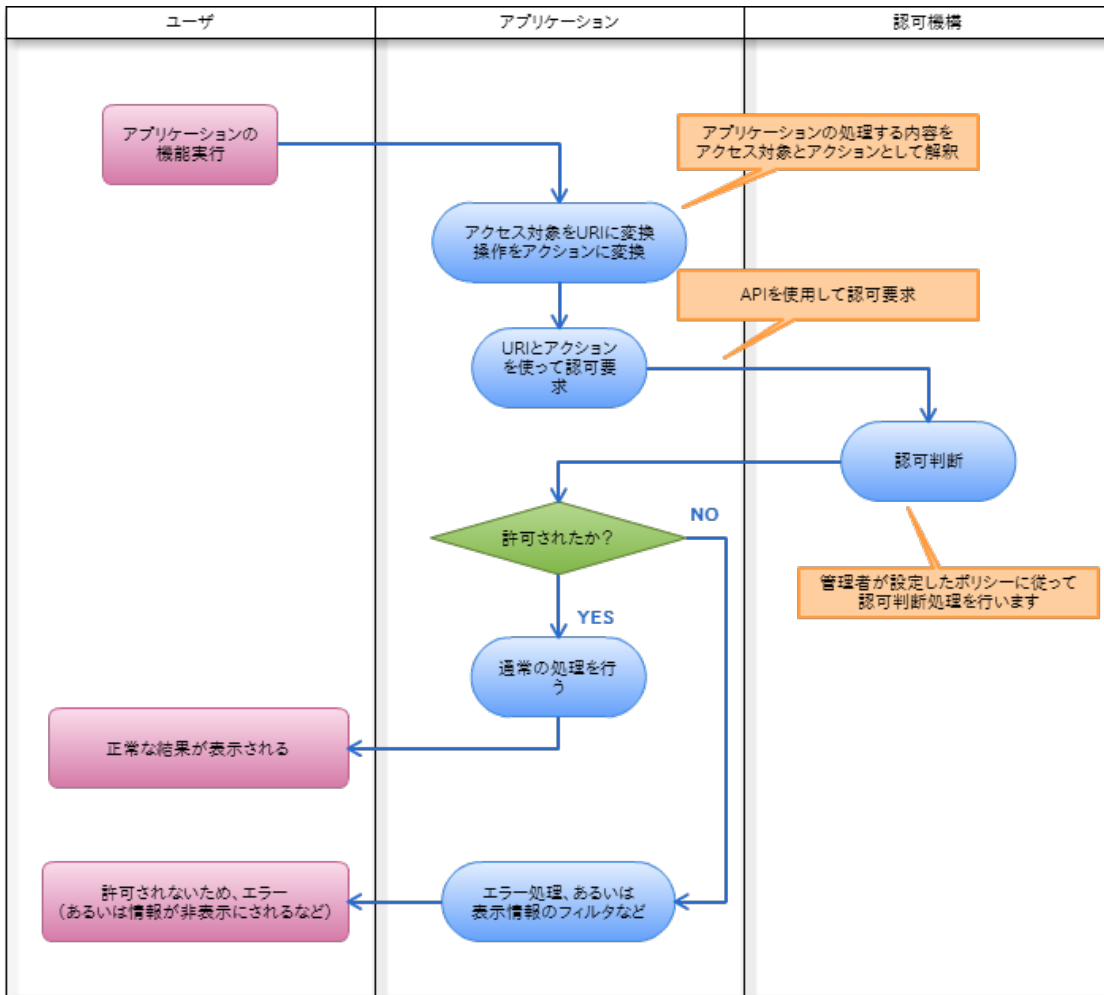 ユーザ
アプリケーション
認可機構
アプリケーションの
機能実行
アプリケーションの処理する内容を
アクセス対象とアクションとして解釈
アクセス対象をURIに変換
操作をアクションに変換
APIを使用して認可要求
URIとアクション
を使って認可要
求
認可判断
許可されたか？
NO
管理者が設定したポリシーに従って
認可判断処理を行います
YES
通常の処理を行
う
正常な結果が表示される
許可されないため、エラー
（あるいは情報が非表示にされるなど）
エラー処理、あるいは
表示情報のフィルタなど